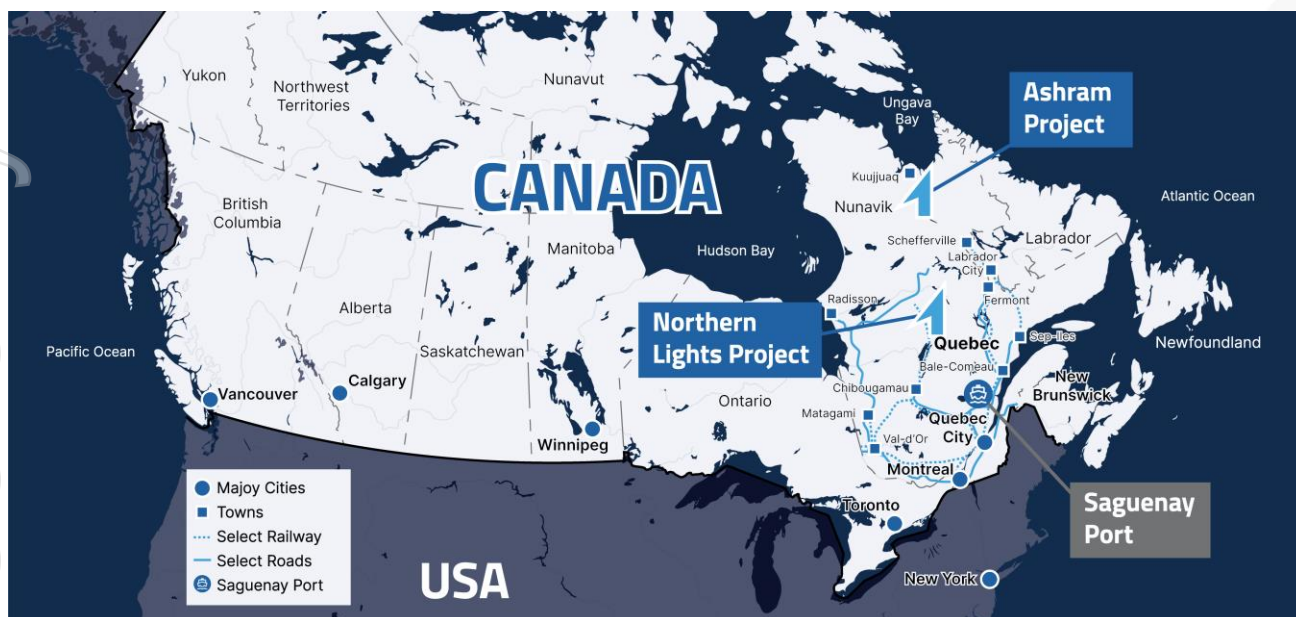 Yukon
Northwest
Territories
Nunavut
Ungava
Bay
Ashram
Project
CANADA
Kuujjuaq
Nunavik
British
Columbia
Atlantic Ocean
Manitoba
Hudson Bay
Schefferville
Labrador
Labrador
City
Alberta
Radisson
Fermont
Northern
Lights Project
Pacific Ocean
Saskatchewan
Quebec
Sep-Iles
Newfoundland
Bale-Comeau
Calgary
Vancouver
Chibougamau
New
Brunswick
Ontario
Matagami
Quebec
City
Winnipeg
Val-d'Or
Montreal
Majoy Cities
Towns
Select Railway
Select Roads
Saguenay Port
Toronto
Saguenay
Port
USA
New York